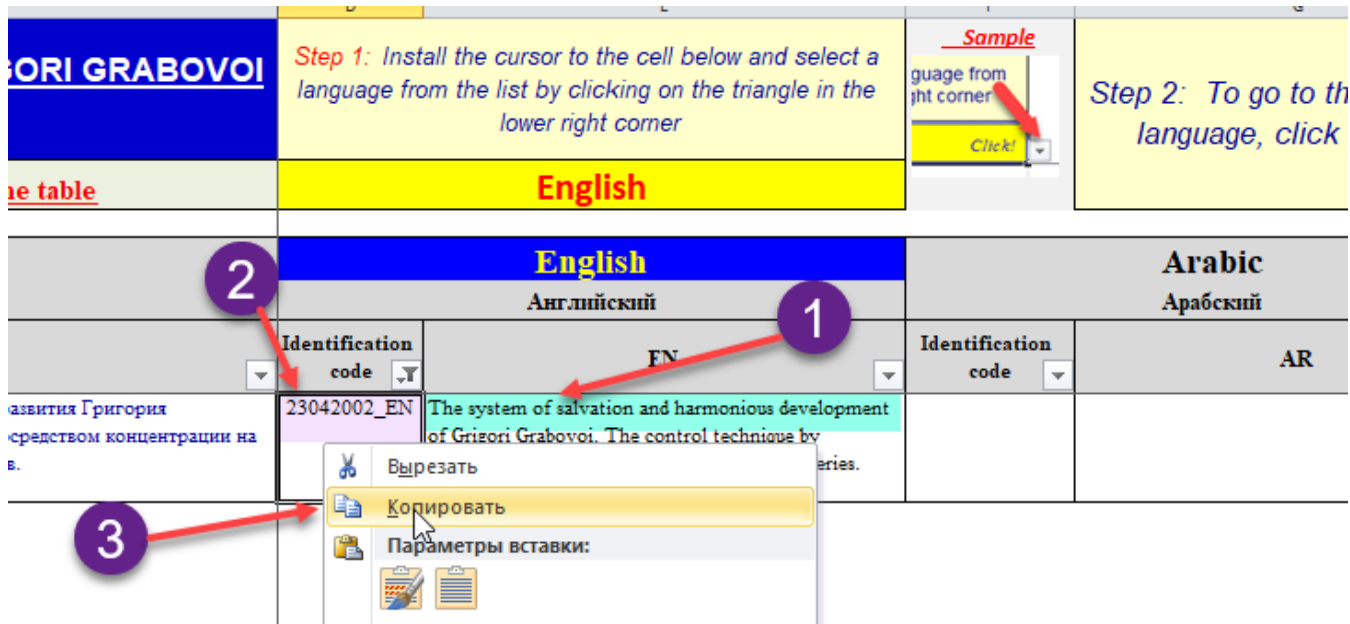 D
E
F
G
ORI GRABOVOI
Step 1: Install the cursor to the cell below and select a
language from the list by clicking on the triangle in the
lower right corner
Sample
guage from
ght corner
Click!
Step 2: To go to th
language, click
e table
English
English
Английский
Arabic
Арабский
2
1
Identification
code
EN
Identification
code
AR
развития Григория
осредством концентрации на
в.
23042002_EN
The system of salvation and harmonious development
of Grigori Grabovoi. The control technique by
eries.
Вырезать
Копировать
Параметры вставки:
3